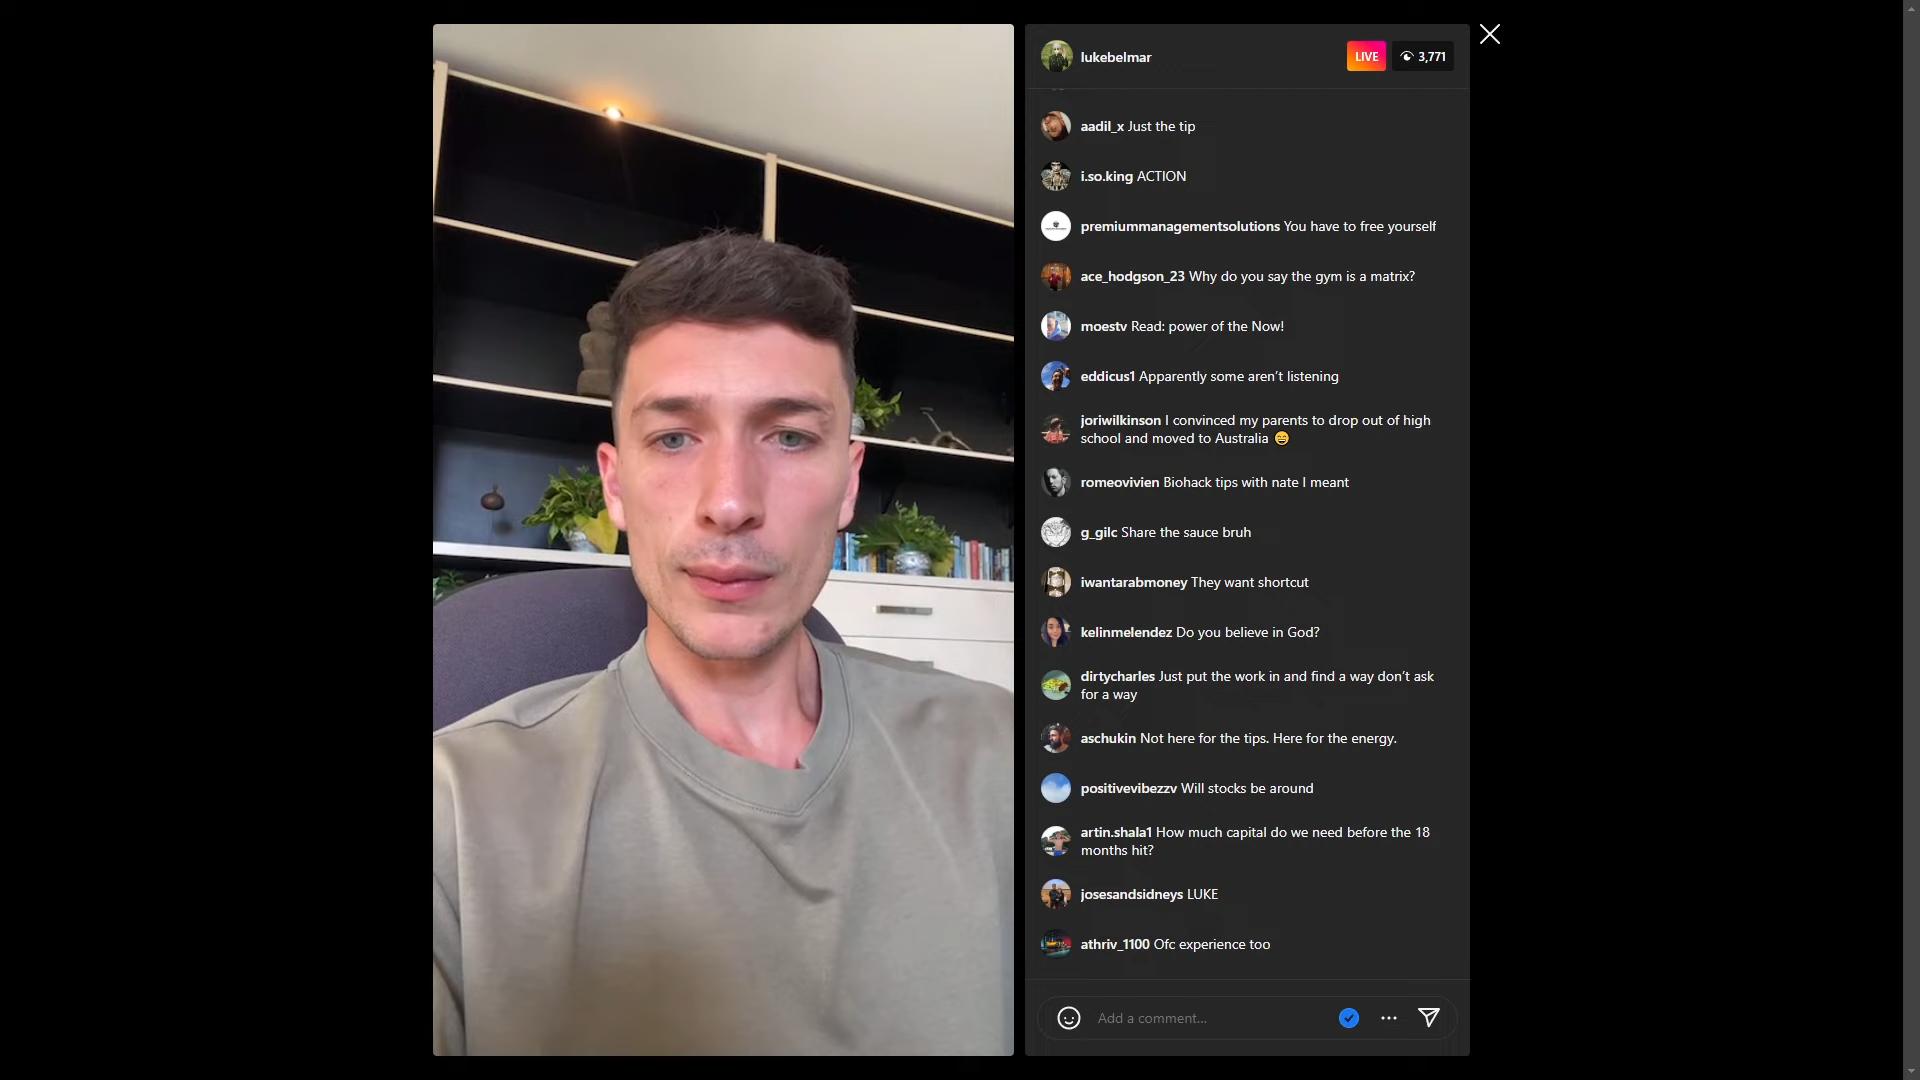 lukebelmar
LIVE
3,771
aadil_x Just the tip
i.so.king ACTION
premiummanagementsolutions You have to free yourself
ace_hodgson_23 Why do you say the gym is a matrix?
moestv Read: power of the Now!
eddicus1 Apparently some aren’t listening
joriwilkinson I convinced my parents to drop out of high
school and moved to Australia 😄
romeovivien Biohack tips with nate I meant
g_gilc Share the sauce bruh
iwantarabmoney They want shortcut
kelinmelendez Do you believe in God?
dirtycharles Just put the work in and find a way don’t ask
for a way
aschukin Not here for the tips. Here for the energy.
positivevibezzv Will stocks be around
artin.shala1 How much capital do we need before the 18
months hit?
josesandsidneys LUKE
athriv_1100 Ofc experience too
Add a comment...